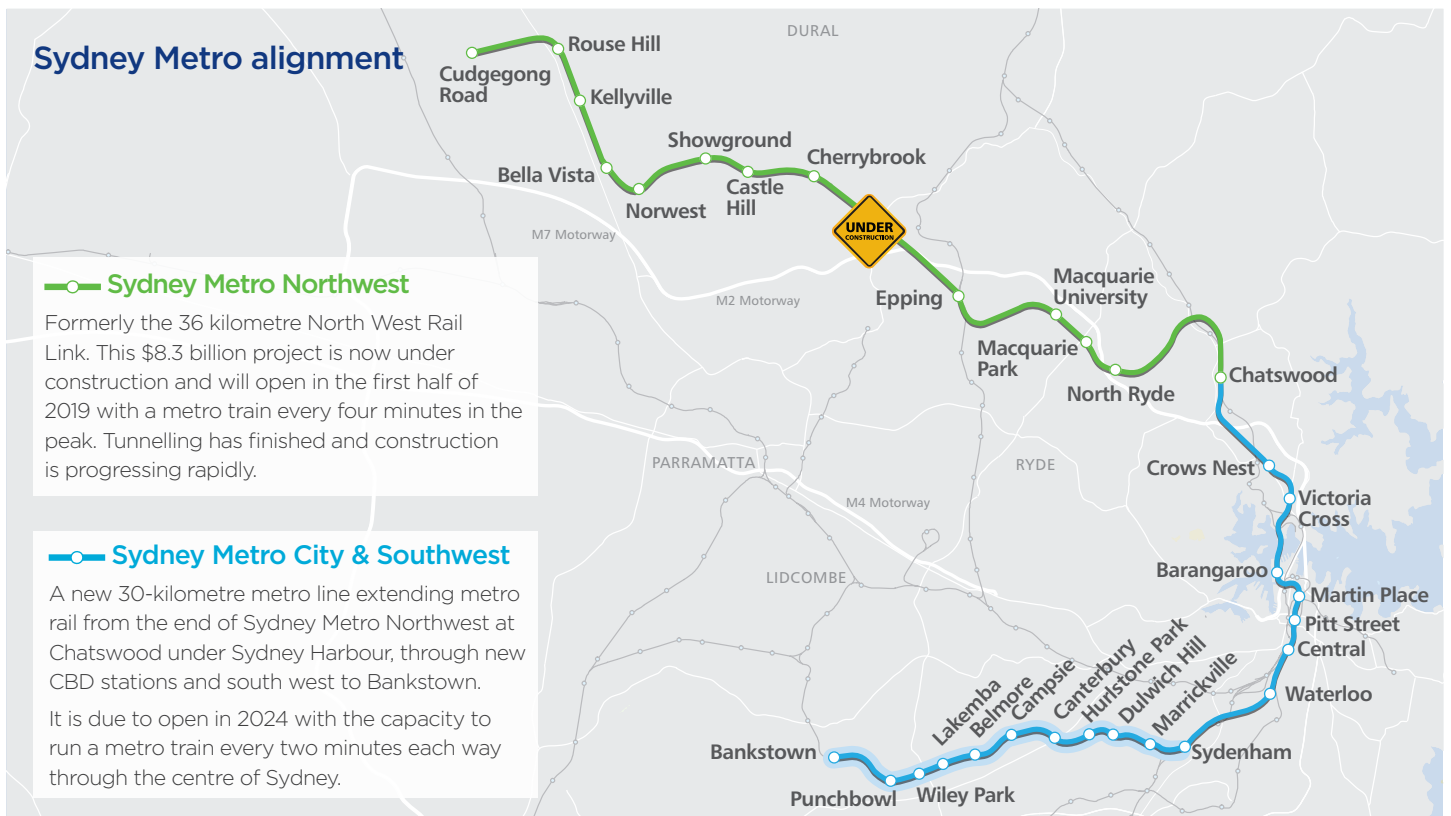 Sydney Metro alignment
DURAL
Rouse Hill
Cudgegong
Road
Kellyville
Showground
Cherrybrook
Bella Vista
Castle
Hill
Norwest
UNDER
CONSTRUCTION
M7 Motorway
M2 Motorway
Epping
Macquarie
University
Macquarie
Park
North Ryde
Chatswood
Sydney Metro Northwest
Formerly the 36 kilometre North West Rail
Link. This $8.3 billion project is now under
construction and will open in the first half of
2019 with a metro train every four minutes in the
peak. Tunnelling has finished and construction
is progressing rapidly.
PARRAMATTA
RYDE
Crows Nest
M4 Motorway
Victoria
Cross
Sydney Metro City & Southwest
A new 30-kilometre metro line extending metro
rail from the end of Sydney Metro Northwest at
Chatswood under Sydney Harbour, through new
CBD stations and south west to Bankstown.
It is due to open in 2024 with the capacity to
run a metro train every two minutes each way
through the centre of Sydney.
LIDCOMBE
Barangaroo
Martin Place
Pitt Street
Central
Waterloo
Lakemba
Belmore
Campsie
Canterbury
Hurlstone Park
Dulwich Hill
Marrickville
Sydenham
Bankstown
Punchbowl
Wiley Park